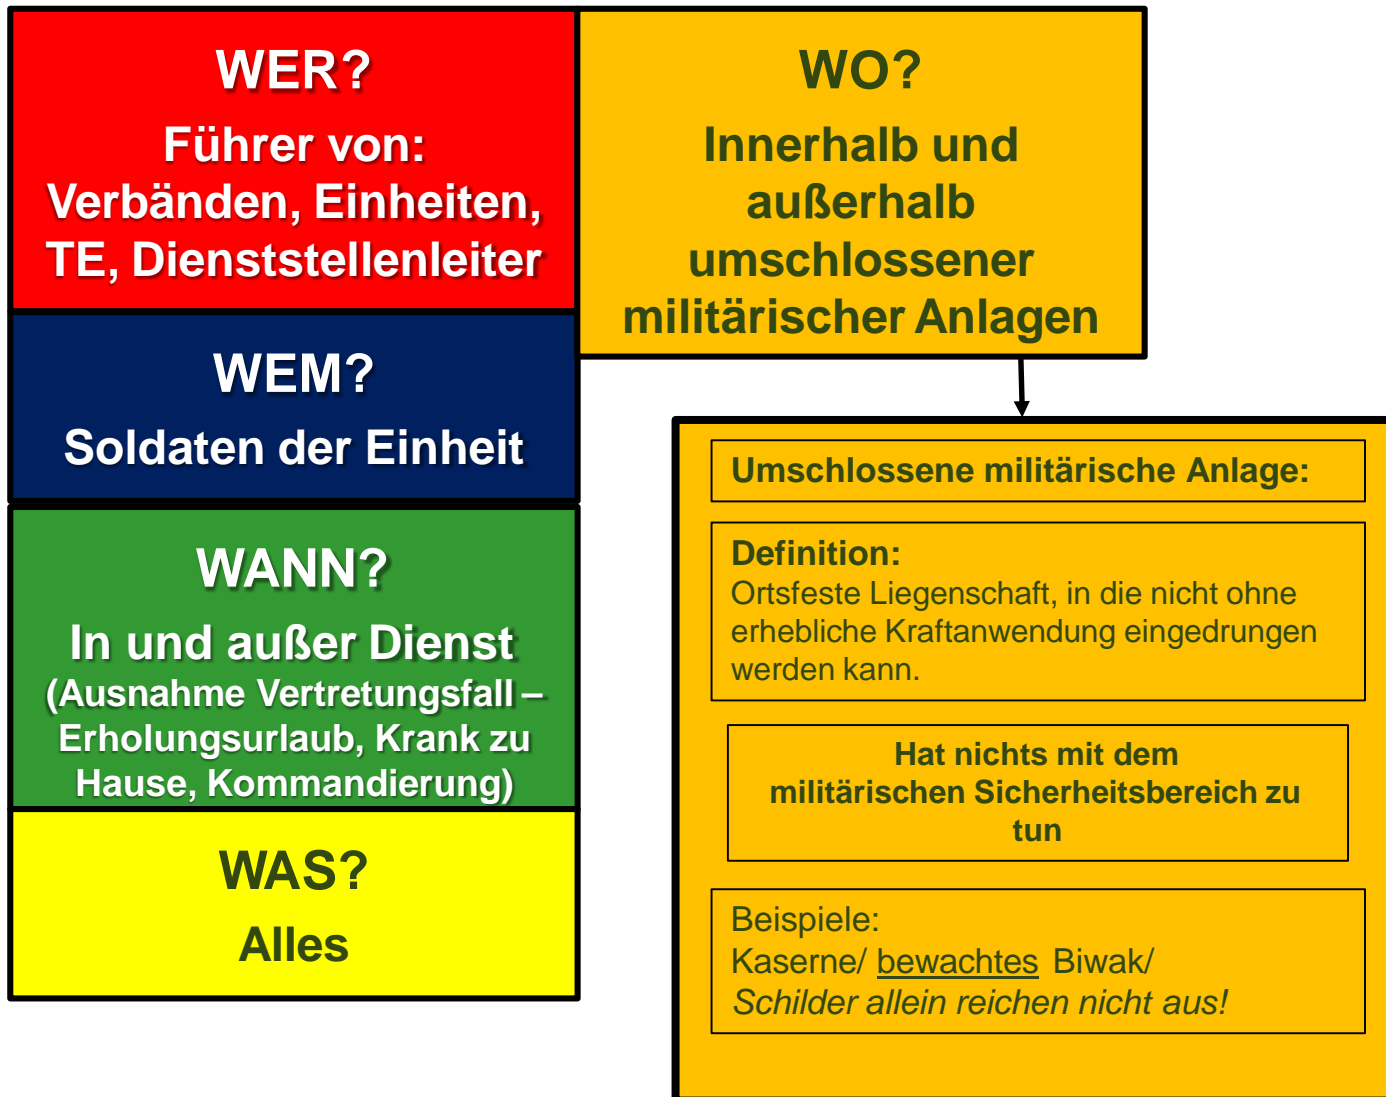 WER?
Führer von:
Verbänden, Einheiten,
TE, Dienststellenleiter
WO?
Innerhalb und
außerhalb
umschlossener
militärischer Anlagen
WEM?
Soldaten der Einheit
WANN?
In und außer Dienst
(Ausnahme Vertretungsfall –
Erholungsurlaub, Krank zu
Hause, Kommandierung)
WAS?
Alles
Umschlossene militärische Anlage:
Definition:
Ortsfeste Liegenschaft, in die nicht ohne
erhebliche Kraftanwendung eingedrungen
werden kann.
Hat nichts mit dem
militärischen Sicherheitsbereich zu
tun
Beispiele:
Kaserne/ bewachtes Biwak/
Schilder allein reichen nicht aus!